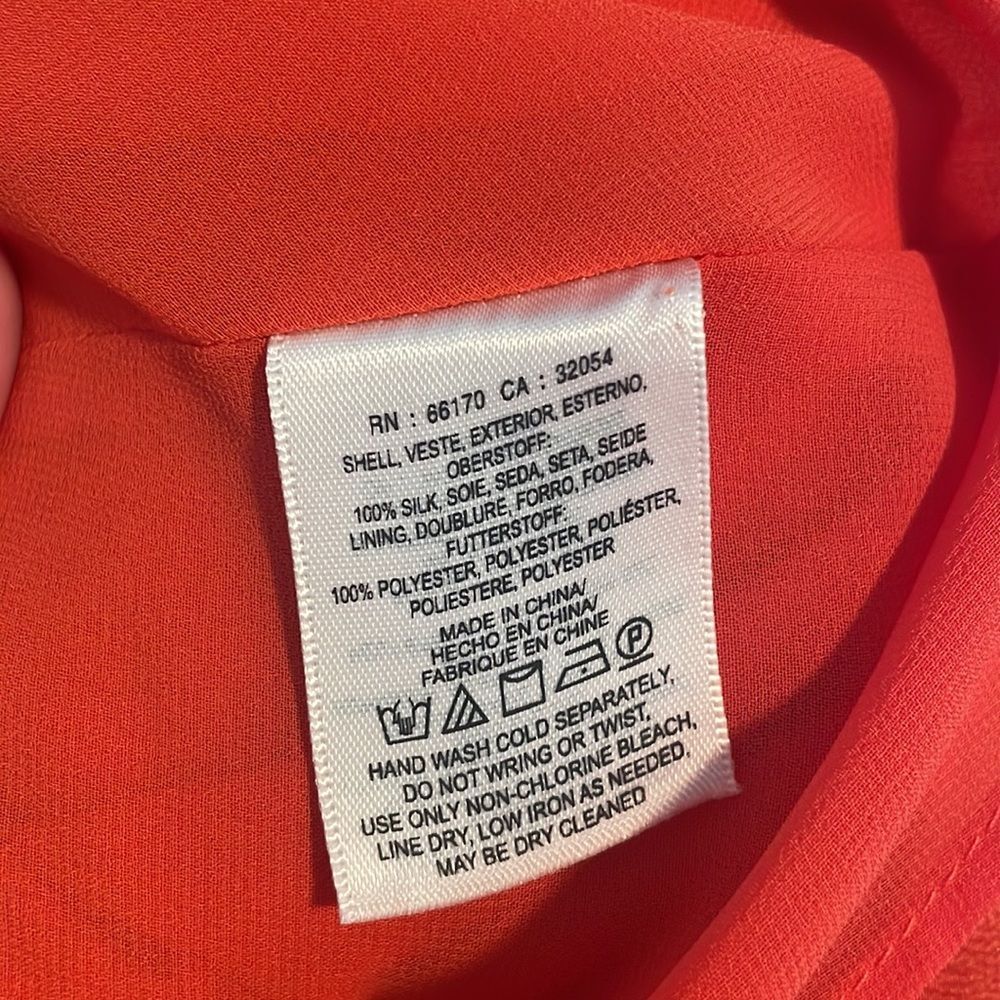 RN : 66170 CA : 32054
SHELL, VESTE, EXTERIOR, ESTERNO,
OBERSTOFF:
100% SILK, SOIE, SEDA, SETA, SEIDE
LINING, DOUBLURE, FORRO, FODERA,
FUTTERSTOFF:
100% POLYESTER, POLYESTER, POLIÉSTER,
POLIESTERE, POLYESTER
MADE IN CHINA/
HECHO EN CHINA/
FABRIQUE EN CHINE
P
HAND WASH COLD SEPARATELY,
DO NOT WRING OR TWIST,
USE ONLY NON-CHLORINE BLEACH,
LINE DRY, LOW IRON AS NEEDED,
MAY BE DRY CLEANED